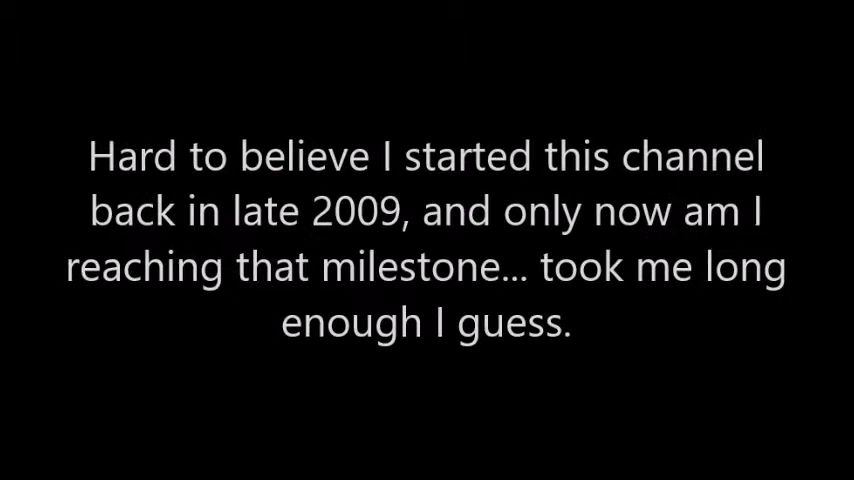 Hard to believe I started this channel
back in late 2009, and only now am I
reaching that milestone... took me long
enough I guess.